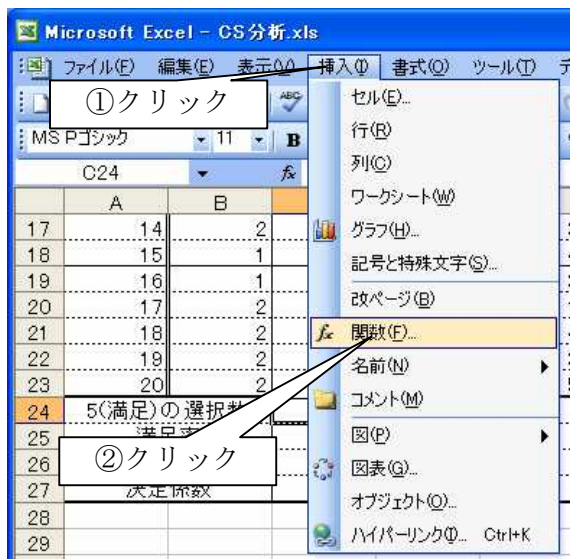 Microsoft Excel - CS分析.xls
ファイル(F) 編集(E) 表示(V) 挿入(I) 書式(O) ツール(T) デ
①クリック
ABC
MS Pゴシック 11 B
C24 fx
A B
17 14 2
18 15 1
19 16 1
20 17 2
21 18 2
22 19 2
23 20 2
24 5(満足)の選択数
25
26
27 決定係数
28
29
②クリック
セル(E)...
行(R)
列(C)
ワークシート(W)
グラフ(H)...
記号と特殊文字(S)...
改ページ(B)
fx 関数(F)...
名前(N)
コメント(M)
図(P)
図表(G)...
オブジェクト(O)...
ハイパーリンク(I)... Ctrl+K